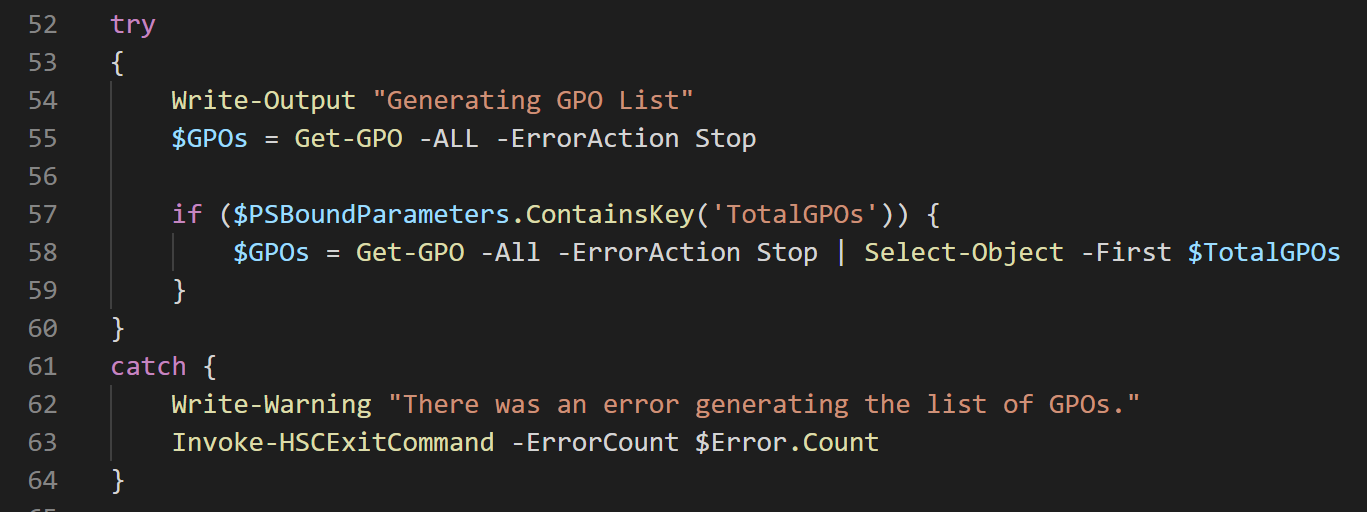 52 try
53 {
54 Write-Output "Generating GPO List"
55 $GPOs = Get-GPO -ALL -ErrorAction Stop
56
57 if ($PSBoundParameters.ContainsKey('TotalGPOs')) {
58 $GPOs = Get-GPO -All -ErrorAction Stop | Select-Object -First $TotalGPOs
59 }
60 }
61 catch {
62 Write-Warning "There was an error generating the list of GPOs."
63 Invoke-HSCExitCommand -ErrorCount $Error.Count
64 }